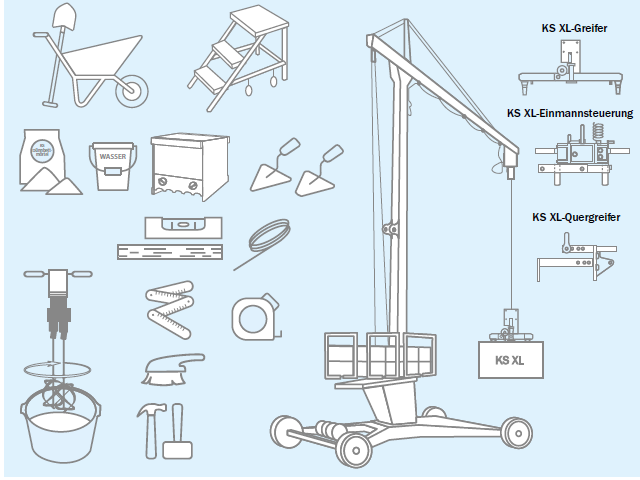 KS XL-Greifer
KS XL-Einmannsteuerung
WASSER
KS XL-Quergreifer
KS XL